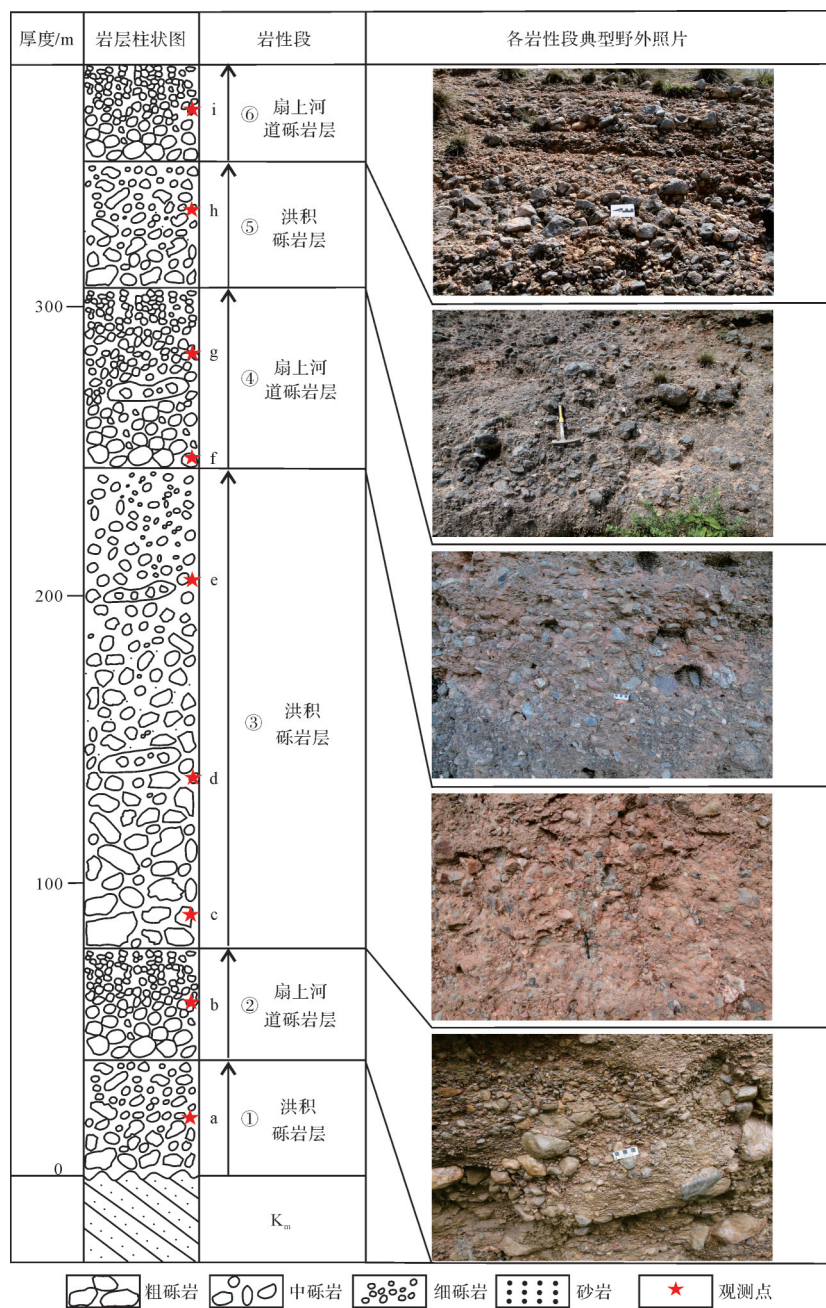 厚度/m
岩层柱状图
岩性段
各岩性段典型野外照片
i
⑥
扇上河
道砾岩层
h
⑤
洪积
砾岩层
300
g
④
扇上河
道砾岩层
f
e
200
③
洪积
砾岩层
d
100
c
b
②
扇上河
道砾岩层
a
①
洪积
砾岩层
0
Km
粗砾岩
中砾岩
细砾岩
砂岩
观测点